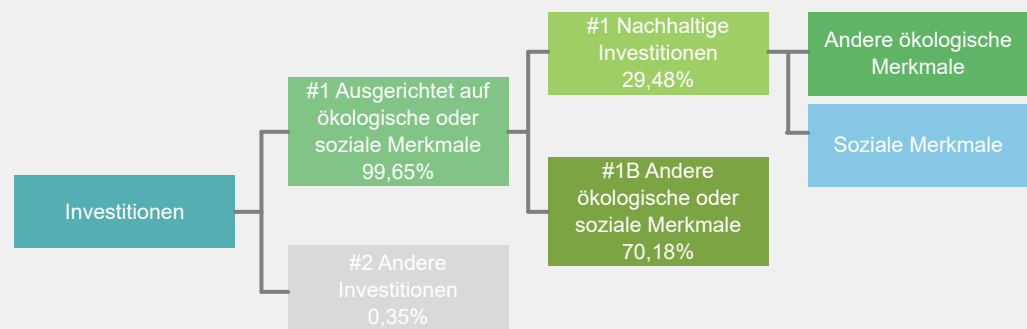 Investitionen
#1 Ausgerichtet auf
ökologische oder
soziale Merkmale
99,65%
#2 Andere
Investitionen
0,35%
#1 Nachhaltige
Investitionen
29,48%
#1B Andere
ökologische oder
soziale Merkmale
70,18%
Andere ökologische
Merkmale
Soziale Merkmale